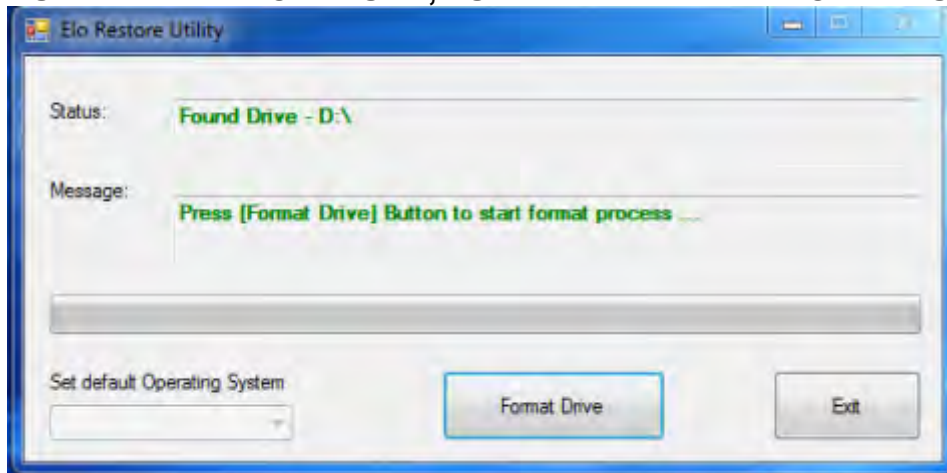 Elo Restore Utility
Status:
Found Drive - D:\
Message:
Press [Format Drive] Button to start format process ....
Set default Operating System
Format Drive
Exit